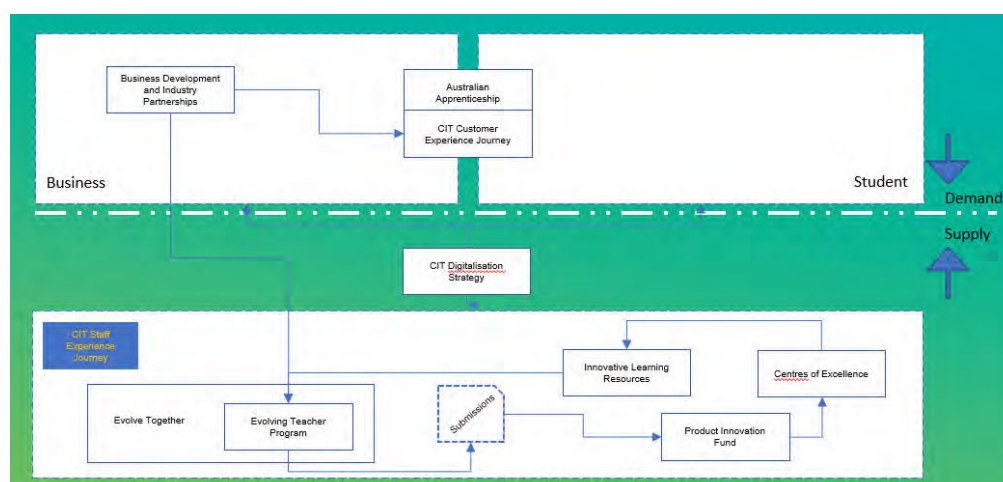 Business Development
and Industry
Partnerships
Australian
Apprenticeship
CIT Customer
Experience Journey
Business
Student
Demand
Supply
CIT Digitalisation
Strategy
CIT Staff
Experience
Journey
Innovative Learning
Resources
Centres of Excellence
Evolve Together
Evolving Teacher
Program
Submissions
Product Innovation
Fund